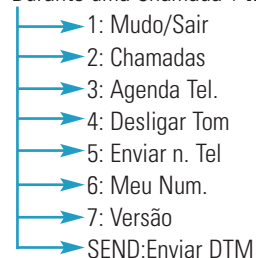 Durante uma chamada
1: Mudo/Sair
2: Chamadas
3: Agenda Tel.
4: Desligar Tom
5: Enviar n. Tel
6: Meu Num.
7: Versão
SEND:Enviar DTM